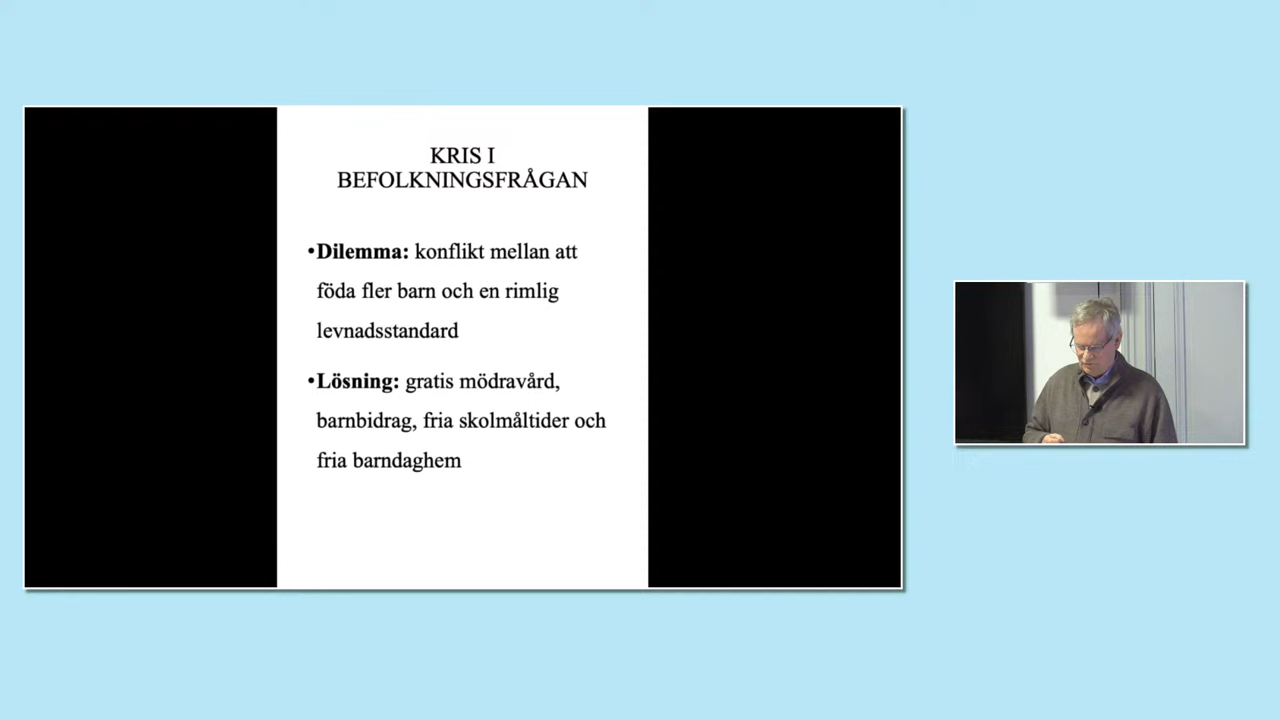 KRIS I
BEFOLKNINGSFRÅGAN
•Dilemma: konflikt mellan att
föda fler barn och en rimlig
levnadsstandard
•Lösning: gratis mödravård,
barnbidrag, fria skolmåltider och
fria barndaghem